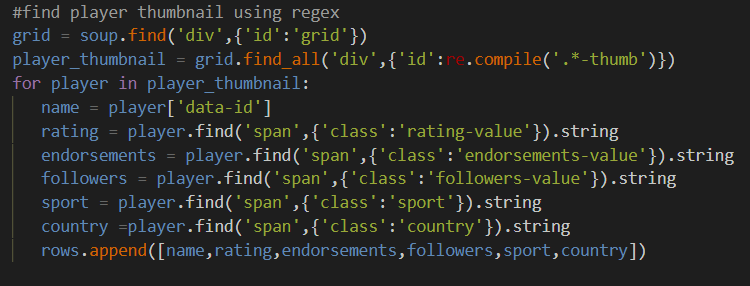 #find player thumbnail using regex
grid = soup.find('div',{'id':'grid'})
player_thumbnail = grid.find_all('div',{'id':re.compile('.*-thumb')})
for player in player_thumbnail:
name = player['data-id']
rating = player.find('span',{'class':'rating-value'}).string
endorsements = player.find('span',{'class':'endorsements-value'}).string
followers = player.find('span',{'class':'followers-value'}).string
sport = player.find('span',{'class':'sport'}).string
country =player.find('span',{'class':'country'}).string
rows.append([name,rating,endorsements,followers,sport,country])